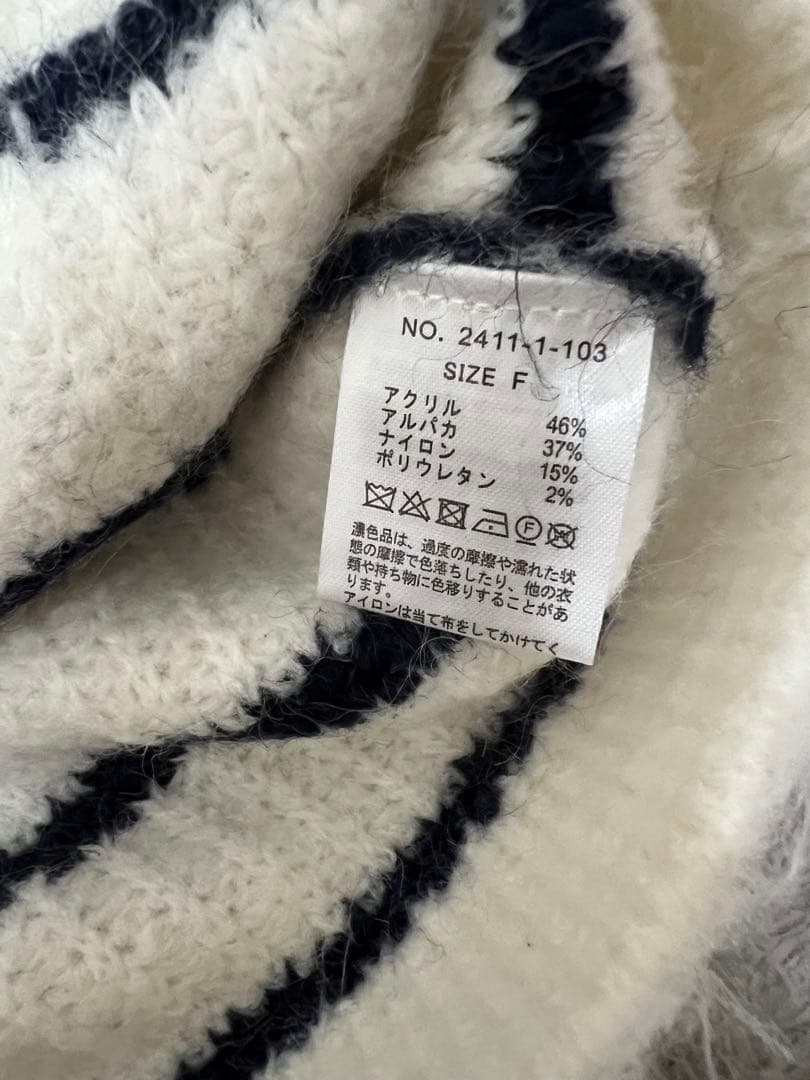 NO. 2411-1-103
SIZE F
アクリル 46%
アルパカ 37%
ナイロン 15%
ポリウレタン 2%
F
濃色品は、過度の摩擦や濡れた状
態の摩擦で色落ちしたり、他の衣
類や持ち物に色移りすることがあ
ります。
アイロンは当て布をしてかけてく